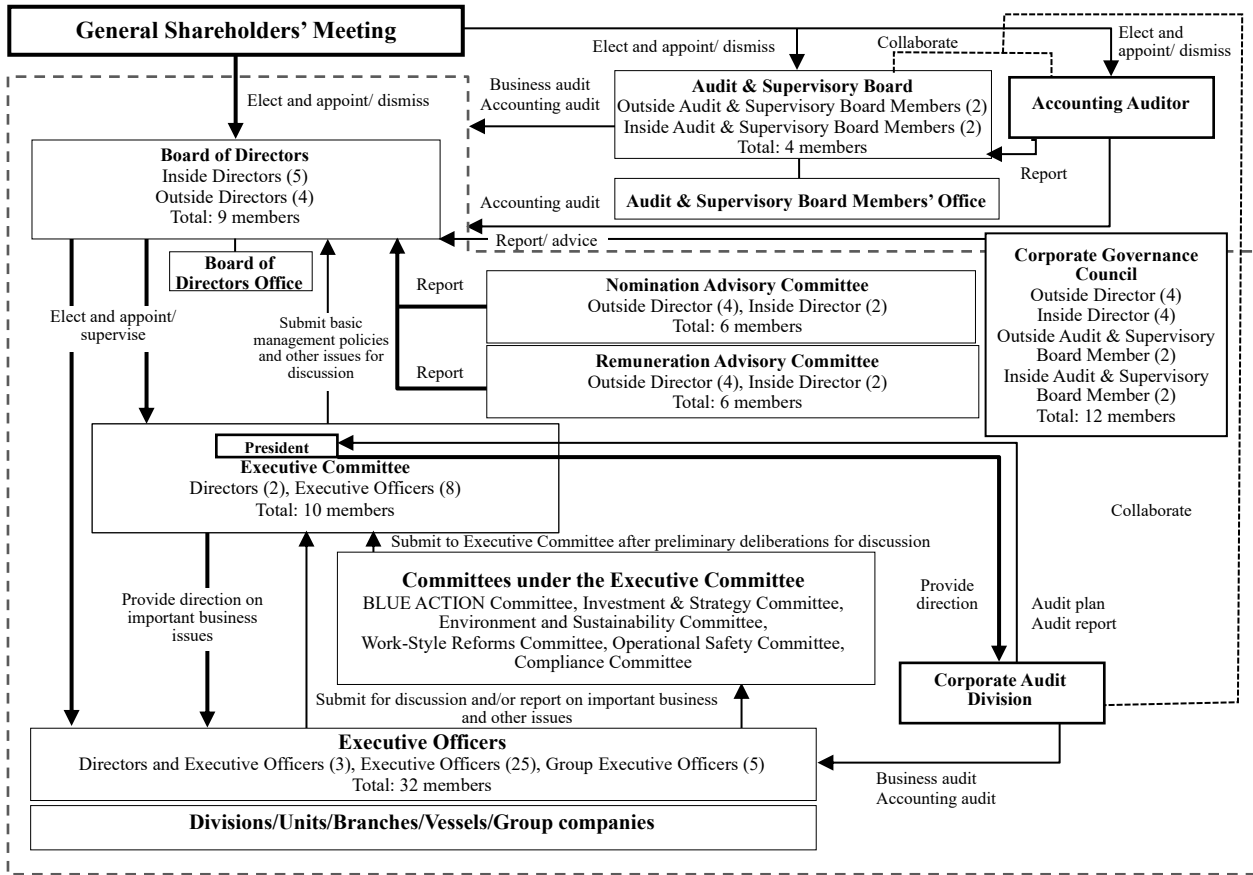 General Shareholders’ Meeting
Elect and appoint/ dismiss
Collaborate
Elect and
appoint/ dismiss
Elect and appoint/ dismiss
Business audit
Accounting audit
Audit & Supervisory Board
Outside Audit & Supervisory Board Members (2)
Inside Audit & Supervisory Board Members (2)
Total: 4 members
Accounting Auditor
Report
Audit & Supervisory Board Members’ Office
Board of Directors
Inside Directors (5)
Outside Directors (4)
Total: 9 members
Accounting audit
Report/ advice
Board of
Directors Office
Corporate Governance
Council
Outside Director (4)
Inside Director (4)
Outside Audit & Supervisory
Board Member (2)
Inside Audit & Supervisory
Board Member (2)
Total: 12 members
Report
Nomination Advisory Committee
Outside Director (4), Inside Director (2)
Total: 6 members
Elect and appoint/
supervise
Submit basic
management policies
and other issues for
discussion
Report
Remuneration Advisory Committee
Outside Director (4), Inside Director (2)
Total: 6 members
President
Executive Committee
Directors (2), Executive Officers (8)
Total: 10 members
Collaborate
Submit to Executive Committee after preliminary deliberations for discussion
Committees under the Executive Committee
BLUE ACTION Committee, Investment & Strategy Committee,
Environment and Sustainability Committee,
Work-Style Reforms Committee, Operational Safety Committee,
Compliance Committee
Provide direction on
important business
issues
Provide
direction
Audit plan
Audit report
Corporate Audit
Division
Submit for discussion and/or report on important business
and other issues
Executive Officers
Directors and Executive Officers (3), Executive Officers (25), Group Executive Officers (5)
Total: 32 members
Business audit
Accounting audit
Divisions/Units/Branches/Vessels/Group companies